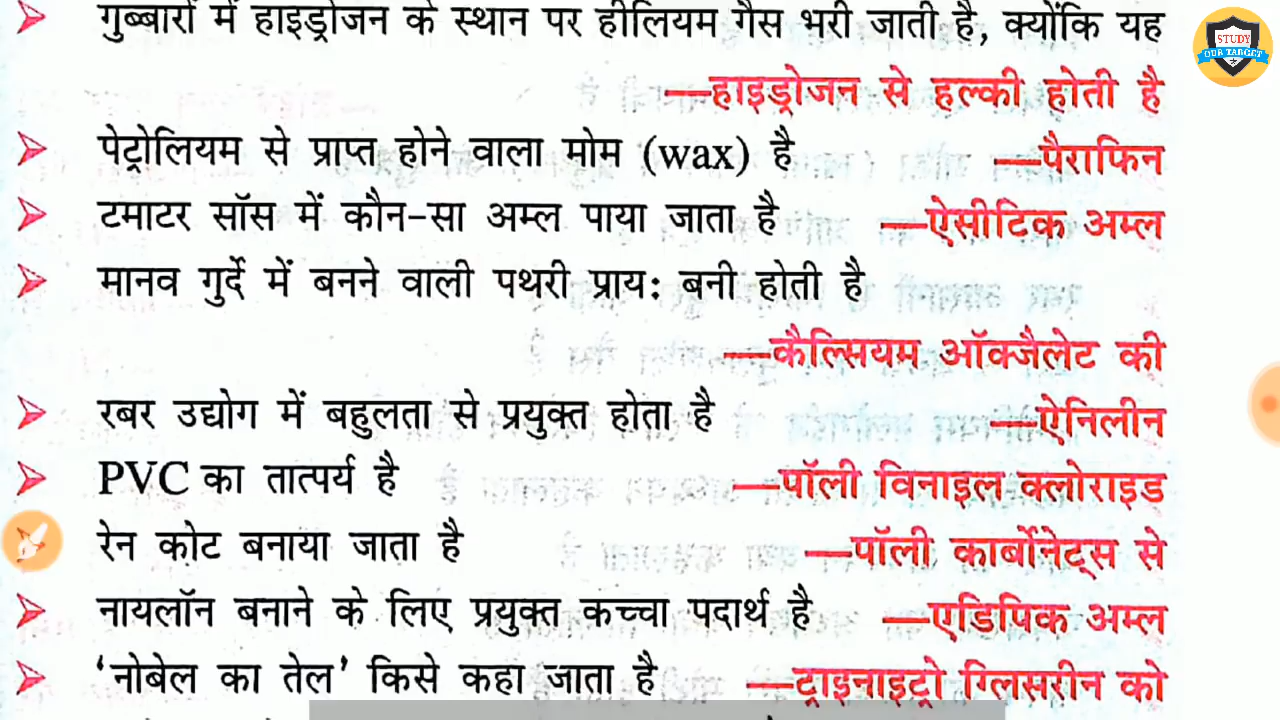 गुब्बारों में हाइड्रोजन के स्थान पर हीलियम गैस भरी जाती है, क्योंकि यह
—हाइड्रोजन से हल्की होती है
पेट्रोलियम से प्राप्त होने वाला मोम (wax) है —पैराफिन
टमाटर सॉस में कौन-सा अम्ल पाया जाता है —ऐसीटिक अम्ल
मानव गुर्दे में बनने वाली पथरी प्रायः बनी होती है
—कैल्सियम ऑक्जैलेट की
रबर उद्योग में बहुलता से प्रयुक्त होता है —ऐनिलीन
PVC का तात्पर्य है —पॉली विनाइल क्लोराइड
रेन कोट बनाया जाता है —पॉली कार्बोनेट्स से
नायलॉन बनाने के लिए प्रयुक्त कच्चा पदार्थ है —एडिपिक अम्ल
‘नोबेल का तेल’ किसे कहा जाता है —ट्राइनाइट्रो ग्लिसरीन को
STUDY
OUR TARGET